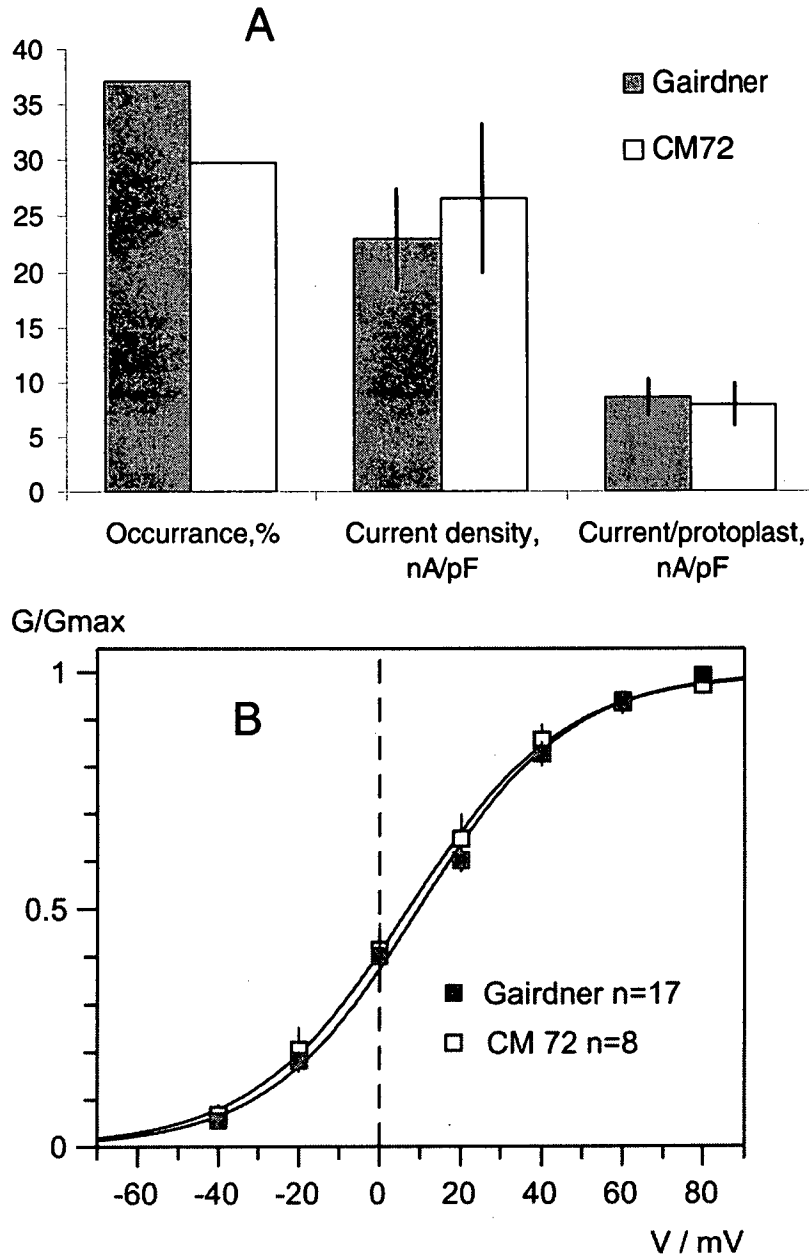 A
40
35
30
25
20
15
10
5
0
Gairdner
CM72
Occurrance,%
Current density,
nA/pF
Current/protoplast,
nA/pF
G/Gmax
1
0.5
0
B
Gairdner n=17
CM 72 n=8
-60 -40 -20 0 20 40 60 80
V / mV